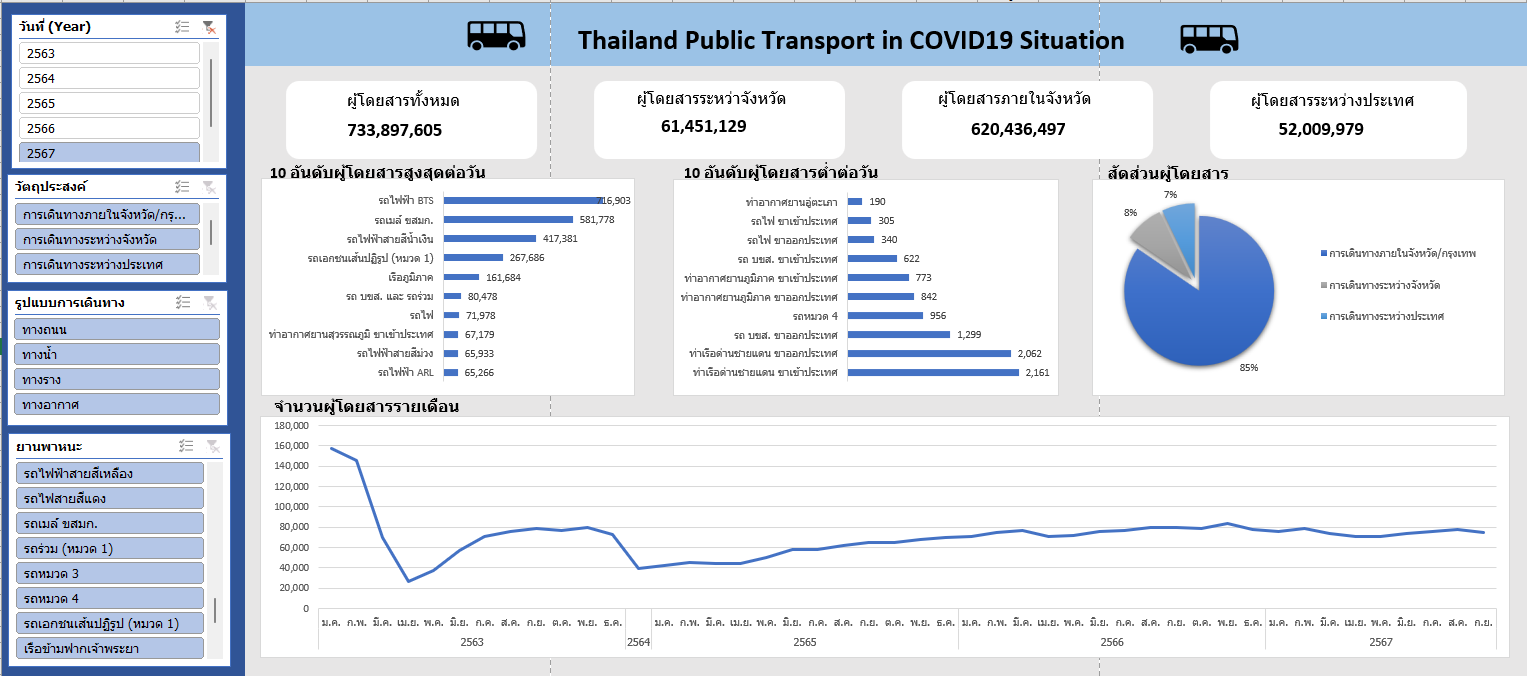 Thailand Public Transport in COVID19 Situation
วันที่ (Year)
2563
2564
2565
2566
2567
วัตถุประสงค์
การเดินทางภายในจังหวัด/กรุ...
การเดินทางระหว่างจังหวัด
การเดินทางระหว่างประเทศ
รูปแบบการเดินทาง
ทางถนน
ทางน้ำ
ทางราง
ทางอากาศ
ยานพาหนะ
รถไฟฟ้าสายสีเหลือง
รถไฟสายสีแดง
รถเมล์ ขสมก.
รถร่วม (หมวด 1)
รถหมวด 3
รถหมวด 4
รถเอกชนเส้นปฏิรูป (หมวด 1)
เรือข้ามฟากเจ้าพระยา
ผู้โดยสารทั้งหมด
733,897,605
ผู้โดยสารระหว่าจังหวัด
61,451,129
ผู้โดยสารภายในจังหวัด
620,436,497
ผู้โดยสารระหว่างประเทศ
52,009,979
10 อันดับผู้โดยสารสูงสุดต่อวัน
รถไฟฟ้า BTS 716,903
รถเมล์ ขสมก. 581,778
รถไฟฟ้าสายสีน้ำเงิน 417,381
รถเอกชนเส้นปฏิรูป (หมวด 1) 267,686
เรือภูมิภาค 161,684
รถ บขส. และ รถร่วม 80,478
รถไฟ 71,978
ท่าอากาศยานสุวรรณภูมิ ขาเข้าประเทศ 67,179
รถไฟฟ้าสายสีม่วง 65,933
รถไฟฟ้า ARL 65,266
10 อันดับผู้โดยสารต่ำต่อวัน
ท่าอากาศยานอู่ตะเภา 190
รถไฟ ขาเข้าประเทศ 305
รถไฟ ขาออกประเทศ 340
รถ บขส. ขาเข้าประเทศ 622
ท่าอากาศยานภูมิภาค ขาเข้าประเทศ 773
ท่าอากาศยานภูมิภาค ขาออกประเทศ 842
รถหมวด 4 956
รถ บขส. ขาออกประเทศ 1,299
ท่าเรือด่านชายแดน ขาออกประเทศ 2,062
ท่าเรือด่านชายแดน ขาเข้าประเทศ 2,161
สัดส่วนผู้โดยสาร
7%
8%
85%
การเดินทางภายในจังหวัด/กรุงเทพ
การเดินทางระหว่างจังหวัด
การเดินทางระหว่างประเทศ
จำนวนผู้โดยสารรายเดือน
180,000
160,000
140,000
120,000
100,000
80,000
60,000
40,000
20,000
0
ม.ค. ก.พ. มี.ค. เม.ย. พ.ค. มิ.ย. ก.ค. ส.ค. ก.ย. ต.ค. พ.ย. ธ.ค. ม.ค. ก.พ. มี.ค. เม.ย. พ.ค. มิ.ย. ก.ค. ส.ค. ก.ย. ต.ค. พ.ย. ธ.ค. ม.ค. ก.พ. มี.ค. เม.ย. พ.ค. มิ.ย. ก.ค. ส.ค. ก.ย. ต.ค. พ.ย. ธ.ค. ม.ค. ก.พ. มี.ค. เม.ย. พ.ค. มิ.ย. ก.ค. ส.ค. ก.ย.
2563 2564 2565 2566 2567